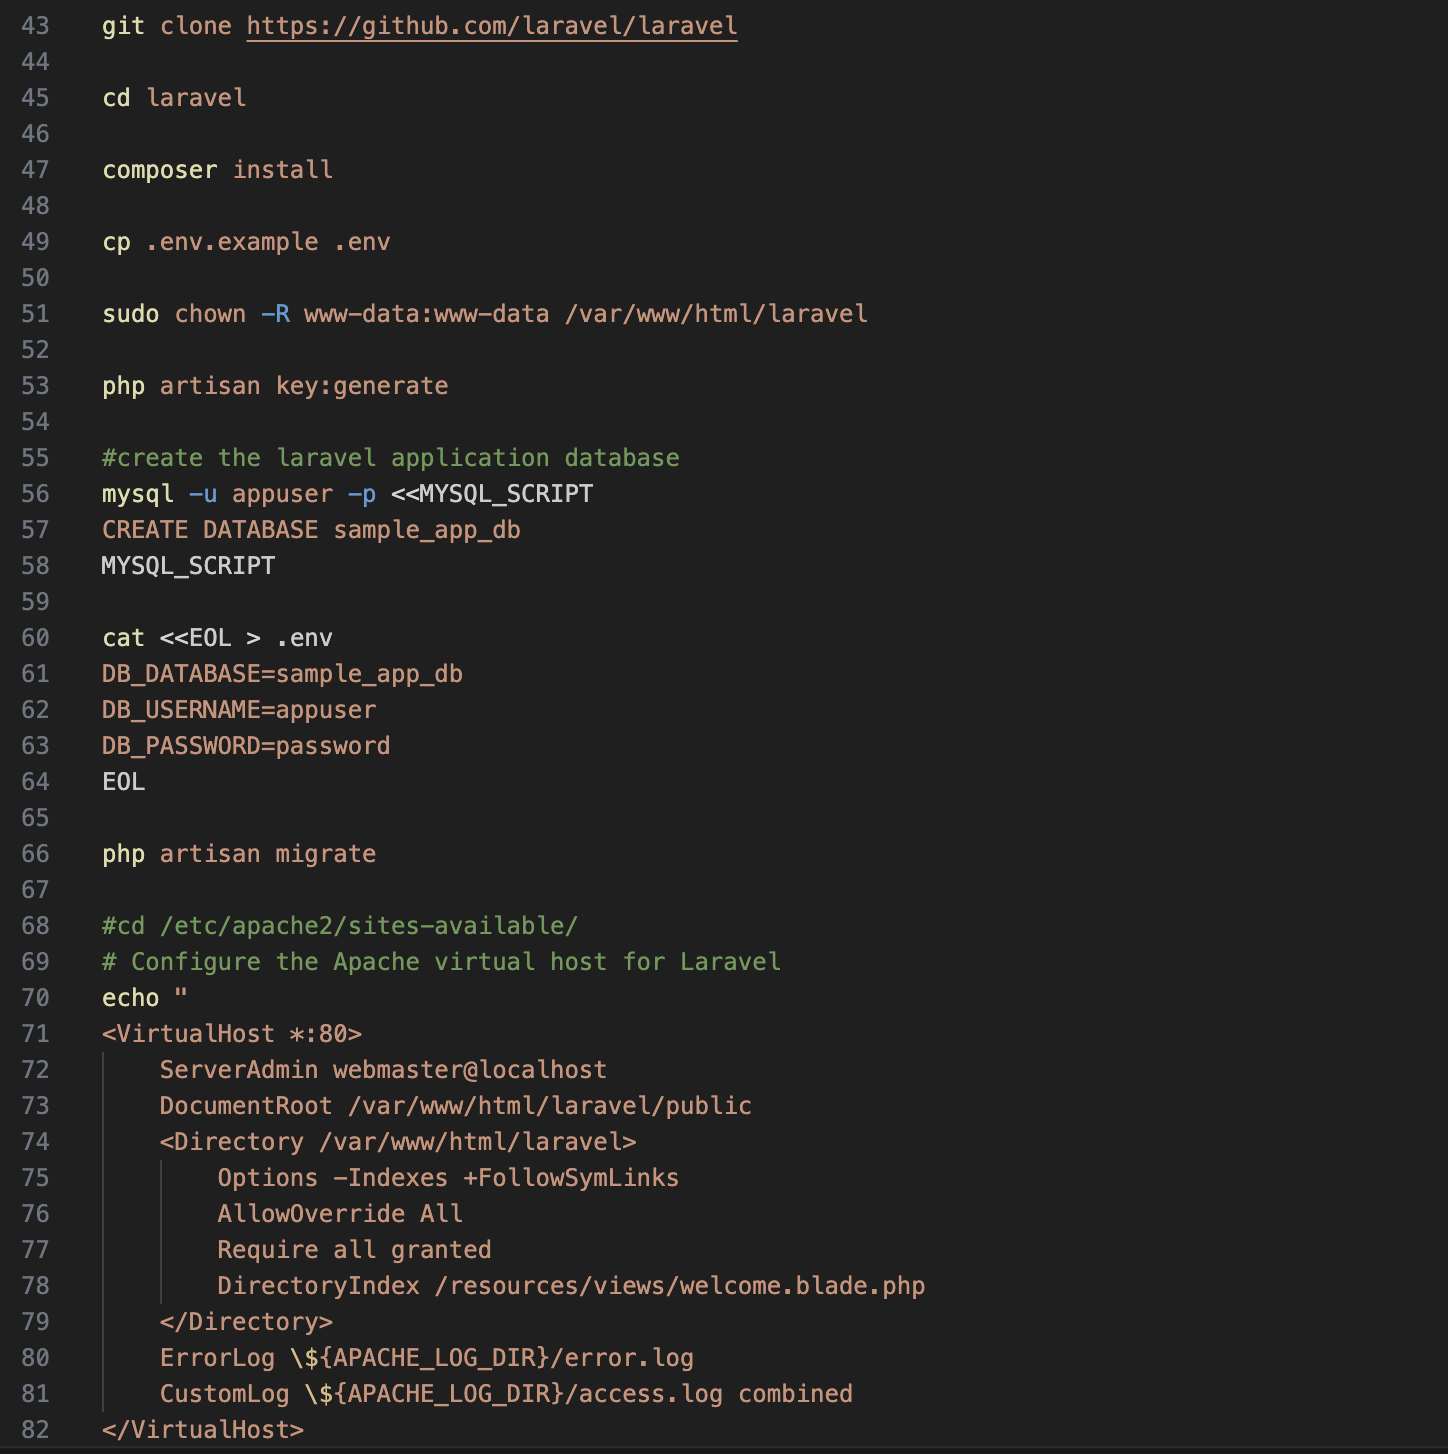 43 git clone https://github.com/laravel/laravel
44
45 cd laravel
46
47 composer install
48
49 cp .env.example .env
50
51 sudo chown -R www-data:www-data /var/www/html/laravel
52
53 php artisan key:generate
54
55 #create the laravel application database
56 mysql -u appuser -p <<MYSQL_SCRIPT
57 CREATE DATABASE sample_app_db
58 MYSQL_SCRIPT
59
60 cat <<EOL > .env
61 DB_DATABASE=sample_app_db
62 DB_USERNAME=appuser
63 DB_PASSWORD=password
64 EOL
65
66 php artisan migrate
67
68 #cd /etc/apache2/sites-available/
69 # Configure the Apache virtual host for Laravel
70 echo "
71 <VirtualHost *:80>
72     ServerAdmin webmaster@localhost
73     DocumentRoot /var/www/html/laravel/public
74     <Directory /var/www/html/laravel>
75         Options -Indexes +FollowSymLinks
76         AllowOverride All
77         Require all granted
78         DirectoryIndex /resources/views/welcome.blade.php
79     </Directory>
80     ErrorLog \${APACHE_LOG_DIR}/error.log
81     CustomLog \${APACHE_LOG_DIR}/access.log combined
82 </VirtualHost>